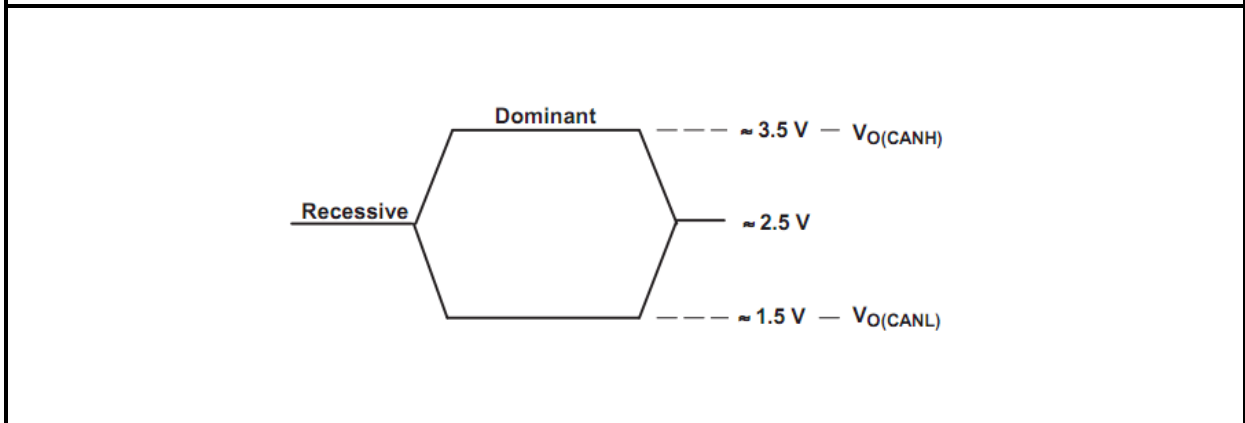 Dominant
≈ 3.5 V — VO(CANH)
Recessive
≈ 2.5 V
≈ 1.5 V — VO(CANL)